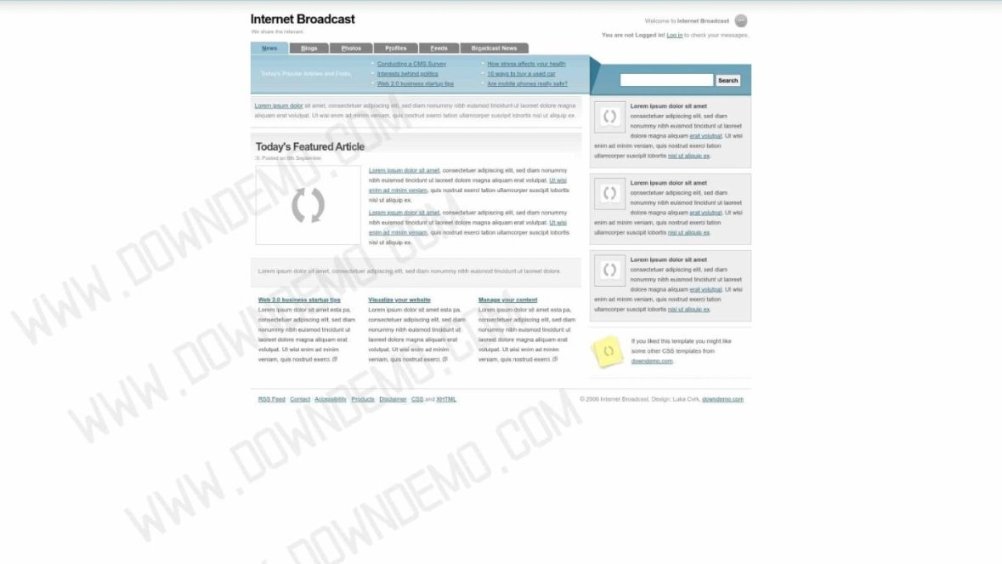 Internet Broadcast
We share the relevant.
Welcome to Internet Broadcast
You are not Logged in! Log in to check your messages.
News Blogs Photos Profiles Feeds Broadcast News
Today's Popular Articles and Posts
Conducting a CMS Survey
Interests behind politics
Web 2.0 business startup tips
How stress affects your health
10 ways to buy a used car
Are mobile phones really safe?
Search
Lorem ipsum dolor sit amet, consectetuer adipiscing elit, sed diam nonummy nibh euismod tincidunt ut laoreet dolore magna
aliquam erat volutpat. Ut wisi enim ad minim veniam, quis nostrud exerci tation ullamcorper suscipit lobortis nisl ut aliquip ex.
Today's Featured Article
Posted on 8th September
Lorem ipsum dolor sit amet, consectetuer adipiscing elit, sed diam nonummy
nibh euismod tincidunt ut laoreet dolore magna aliquam erat volutpat. Ut wisi
enim ad minim veniam, quis nostrud exerci tation ullamcorper suscipit lobortis
nisl ut aliquip ex.
Lorem ipsum dolor sit amet, consectetuer adipiscing elit, sed diam nonummy
nibh euismod tincidunt ut laoreet dolore magna aliquam erat volutpat. Ut wisi
enim ad minim veniam, quis nostrud exerci tation ullamcorper suscipit lobortis
nisl ut aliquip ex.
Lorem ipsum dolor sit amet, consectetuer adipiscing elit, sed diam nonummy nibh euismod tincidunt ut laoreet dolore.
Web 2.0 business startup tips
Lorem ipsum dolor sit amet esta pa,
consectetuer adipiscing elit, sed diam
nonummy nibh euismod tincidunt ut
laoreet dolore magna aliquam erat
volutpat. Ut wisi enim ad minim
veniam, quis nostrud exerci.
Visualize your website
Lorem ipsum dolor sit amet esta pa,
consectetuer adipiscing elit, sed diam
nonummy nibh euismod tincidunt ut
laoreet dolore magna aliquam erat
volutpat. Ut wisi enim ad minim
veniam, quis nostrud exerci.
Manage your content
Lorem ipsum dolor sit amet esta pa,
consectetuer adipiscing elit, sed diam
nonummy nibh euismod tincidunt ut
laoreet dolore magna aliquam erat
volutpat. Ut wisi enim ad minim
veniam, quis nostrud exerci.
Lorem ipsum dolor sit amet
consectetuer adipiscing elit, sed diam
nonummy nibh euismod tincidunt ut laoreet
dolore magna aliquam erat volutpat. Ut wisi
enim ad minim veniam, quis nostrud exerci tation
ullamcorper suscipit lobortis nisl ut aliquip ex.
Lorem ipsum dolor sit amet
consectetuer adipiscing elit, sed diam
nonummy nibh euismod tincidunt ut laoreet
dolore magna aliquam erat volutpat. Ut wisi
enim ad minim veniam, quis nostrud exerci tation
ullamcorper suscipit lobortis nisl ut aliquip ex.
Lorem ipsum dolor sit amet
consectetuer adipiscing elit, sed diam
nonummy nibh euismod tincidunt ut laoreet
dolore magna aliquam erat volutpat. Ut wisi
enim ad minim veniam, quis nostrud exerci tation
ullamcorper suscipit lobortis nisl ut aliquip ex.
If you liked this template you might like
some other CSS templates from
downdemo.com.
RSS Feed Contact Accessibility Products Disclaimer CSS and XHTML
© 2006 Internet Broadcast. Design: Luka Cvrk, downdemo.com
WWW.DOWNDEMO.COM
WWW.DOWNDEMO.COM
WWW.DOWNDEMO.COM
WWW.DOWNDEMO.COM